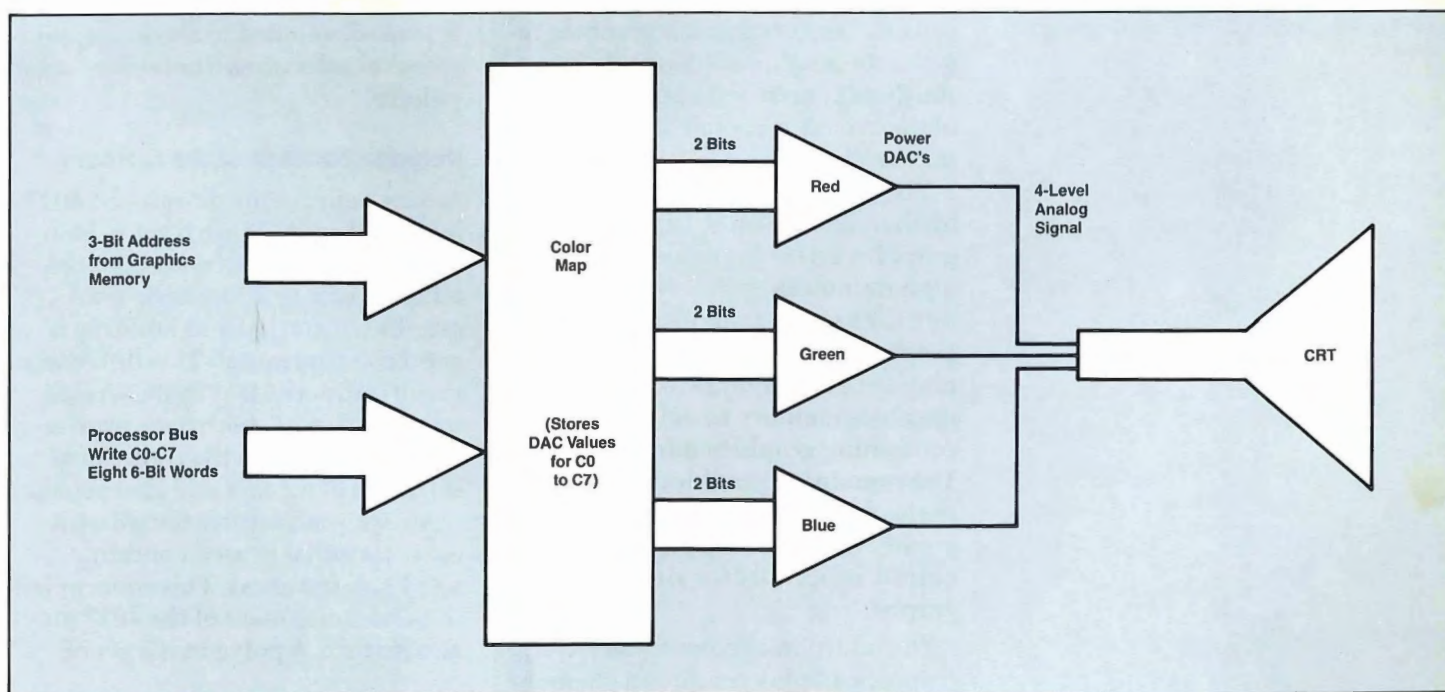 3-Bit Address
from Graphics
Memory
Processor Bus
Write C0-C7
Eight 6-Bit Words
Color
Map
(Stores
DAC Values
for C0
to C7)
2 Bits
Red
Power
DAC's
4-Level
Analog
Signal
2 Bits
Green
CRT
2 Bits
Blue